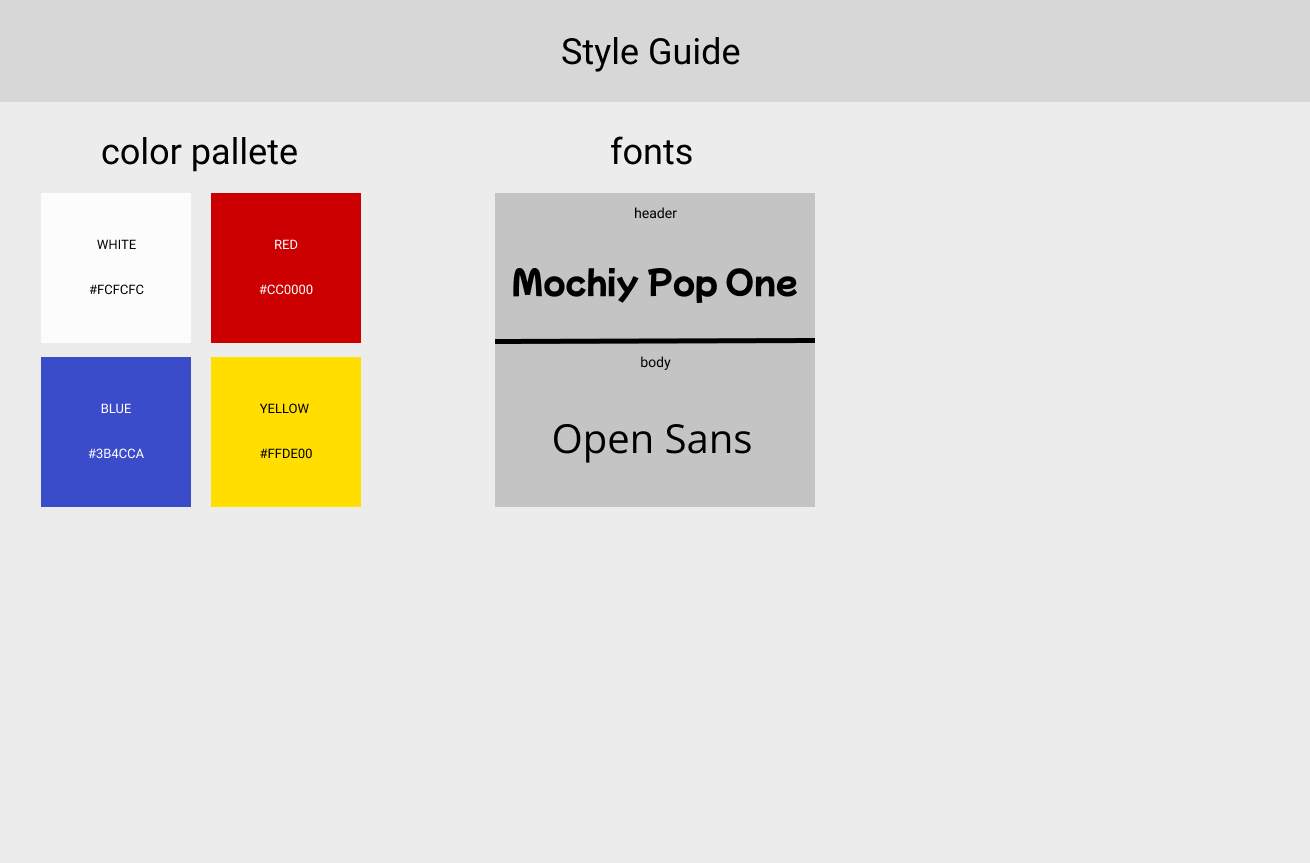 Style Guide
color pallete
fonts
WHITE
#FCFCFC
RED
#CC0000
BLUE
#3B4CCA
YELLOW
#FFDE00
header
Mochiy Pop One
body
Open Sans